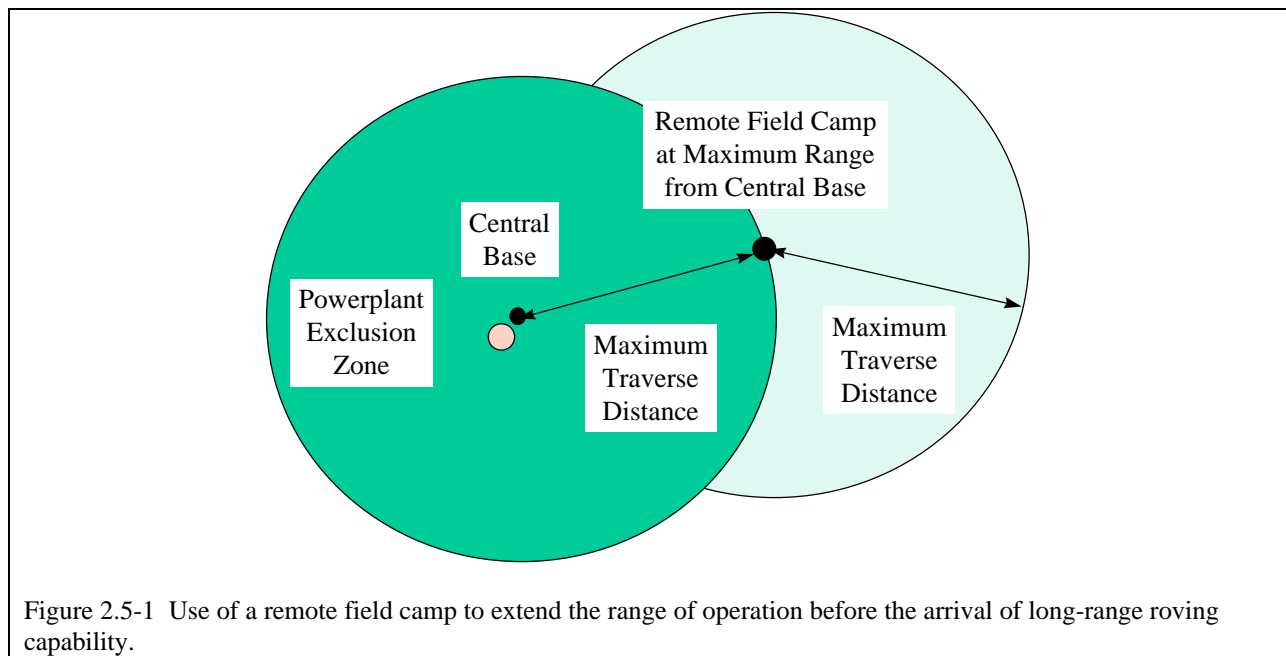 Remote Field Camp
at Maximum Range
from Central Base
Central
Base
Powerplant
Exclusion
Zone
Maximum
Traverse
Distance
Maximum
Traverse
Distance
Figure 2.5-1 Use of a remote field camp to extend the range of operation before the arrival of long-range roving
capability.